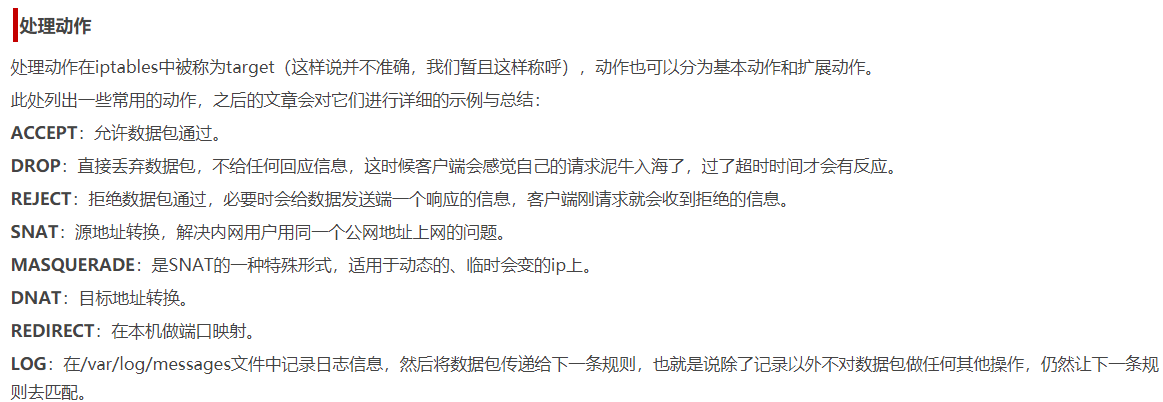 处理动作
处理动作在iptables中被称为target（这样说并不准确，我们暂且这样称呼），动作也可以分为基本动作和扩展动作。
此处列出一些常用的动作，之后的文章会对它们进行详细的示例与总结：
ACCEPT：允许数据包通过。
DROP：直接丢弃数据包，不给任何回应信息，这时候客户端会感觉自己的请求泥牛入海了，过了超时时间才会有反应。
REJECT：拒绝数据包通过，必要时会给数据发送端一个响应的信息，客户端刚请求就会收到拒绝的信息。
SNAT：源地址转换，解决内网用户用同一个公网地址上网的问题。
MASQUERADE：是SNAT的一种特殊形式，适用于动态的、临时会变的ip上。
DNAT：目标地址转换。
REDIRECT：在本机做端口映射。
LOG：在/var/log/messages文件中记录日志信息，然后将数据包传递给下一条规则，也就是说除了记录以外不对数据包做任何其他操作，仍然让下一条规
则去匹配。